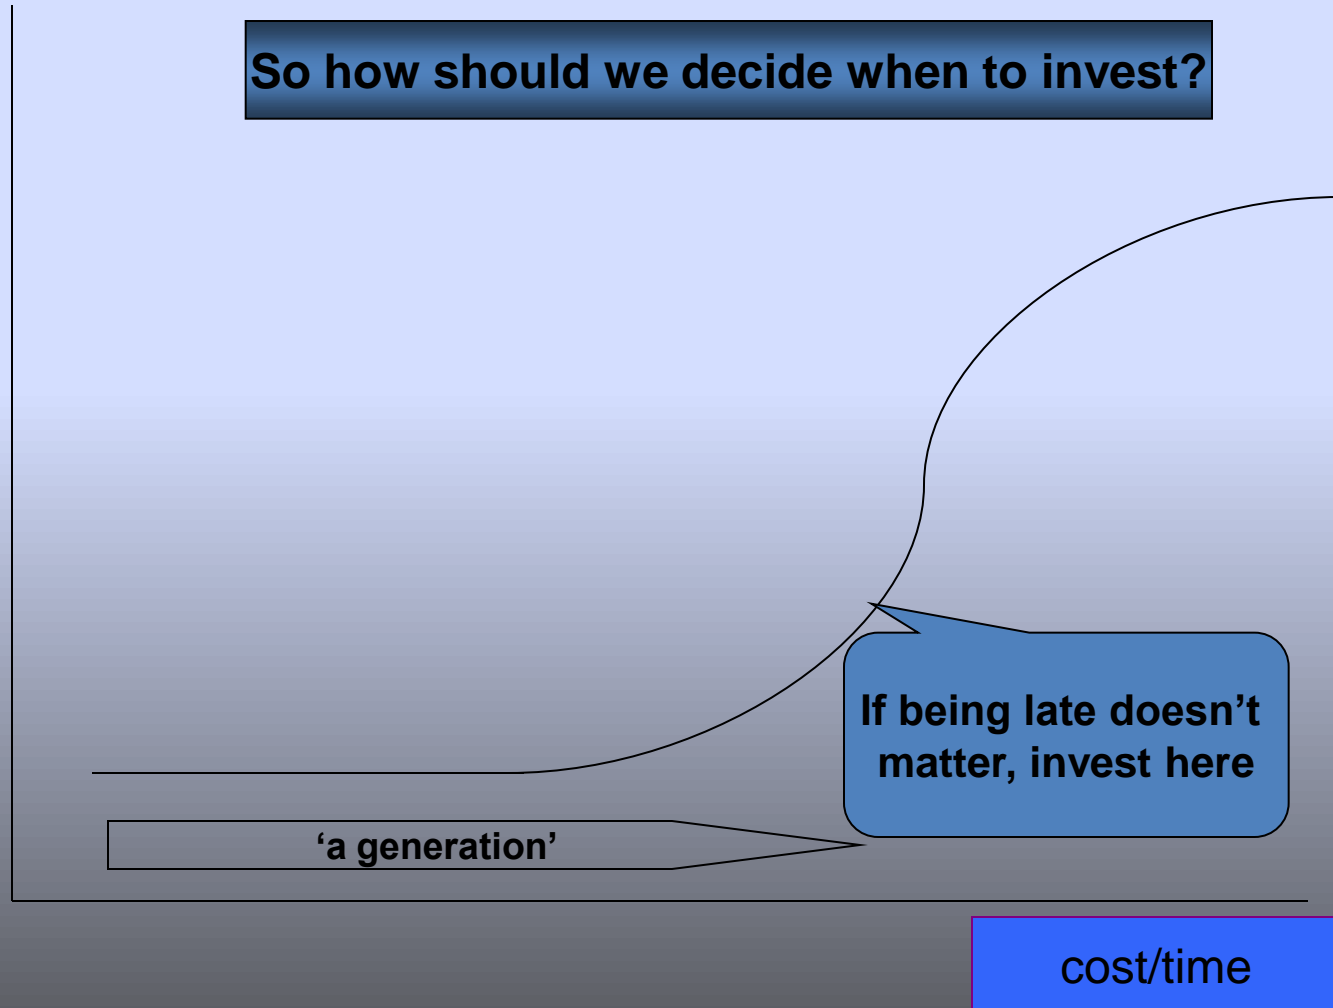 So how should we decide when to invest?
If being late doesn’t
matter, invest here
‘a generation’
cost/time